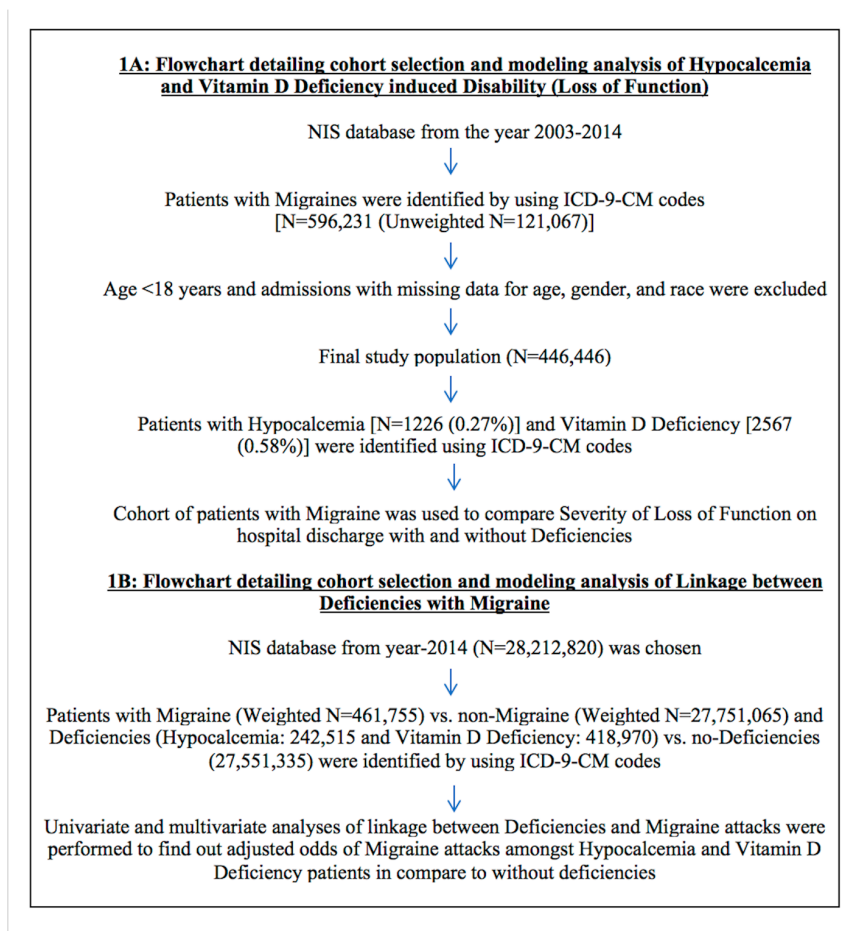 1A: Flowchart detailing cohort selection and modeling analysis of Hypocalcemia
and Vitamin D Deficiency induced Disability (Loss of Function)
NIS database from the year 2003-2014
Patients with Migraines were identified by using ICD-9-CM codes
[N=596,231 (Unweighted N=121,067)]
Age <18 years and admissions with missing data for age, gender, and race were excluded
Final study population (N=446,446)
Patients with Hypocalcemia [N=1226 (0.27%)] and Vitamin D Deficiency [2567
(0.58%)] were identified using ICD-9-CM codes
Cohort of patients with Migraine was used to compare Severity of Loss of Function on
hospital discharge with and without Deficiencies
1B: Flowchart detailing cohort selection and modeling analysis of Linkage between
Deficiencies with Migraine
NIS database from year-2014 (N=28,212,820) was chosen
Patients with Migraine (Weighted N=461,755) vs. non-Migraine (Weighted N=27,751,065) and
Deficiencies (Hypocalcemia: 242,515 and Vitamin D Deficiency: 418,970) vs. no-Deficiencies
(27,551,335) were identified by using ICD-9-CM codes
Univariate and multivariate analyses of linkage between Deficiencies and Migraine attacks were
performed to find out adjusted odds of Migraine attacks amongst Hypocalcemia and Vitamin D
Deficiency patients in compare to without deficiencies